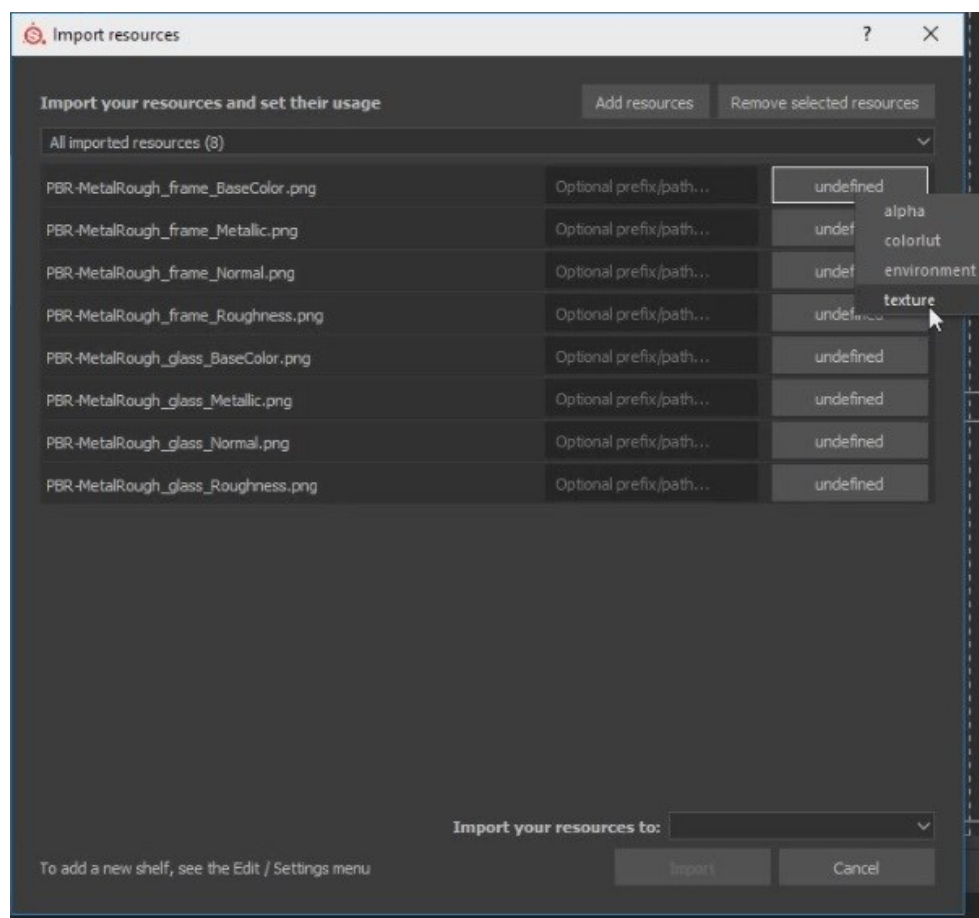 Import resources
?
Import your resources and set their usage
Add resources
Remove selected resources
All imported resources (8)
PBR-MetalRough_frame_BaseColor.png Optional prefix/path... undefined
alpha
PBR-MetalRough_frame_Metallic.png Optional prefix/path... undef
colorlut
PBR-MetalRough_frame_Normal.png Optional prefix/path... undef
environment
PBR-MetalRough_frame_Roughness.png Optional prefix/path... undefined
texture
PBR-MetalRough_glass_BaseColor.png Optional prefix/path... undefined
PBR-MetalRough_glass_Metallic.png Optional prefix/path... undefined
PBR-MetalRough_glass_Normal.png Optional prefix/path... undefined
PBR-MetalRough_glass_Roughness.png Optional prefix/path... undefined
Import your resources to:
To add a new shelf, see the Edit / Settings menu
Import
Cancel